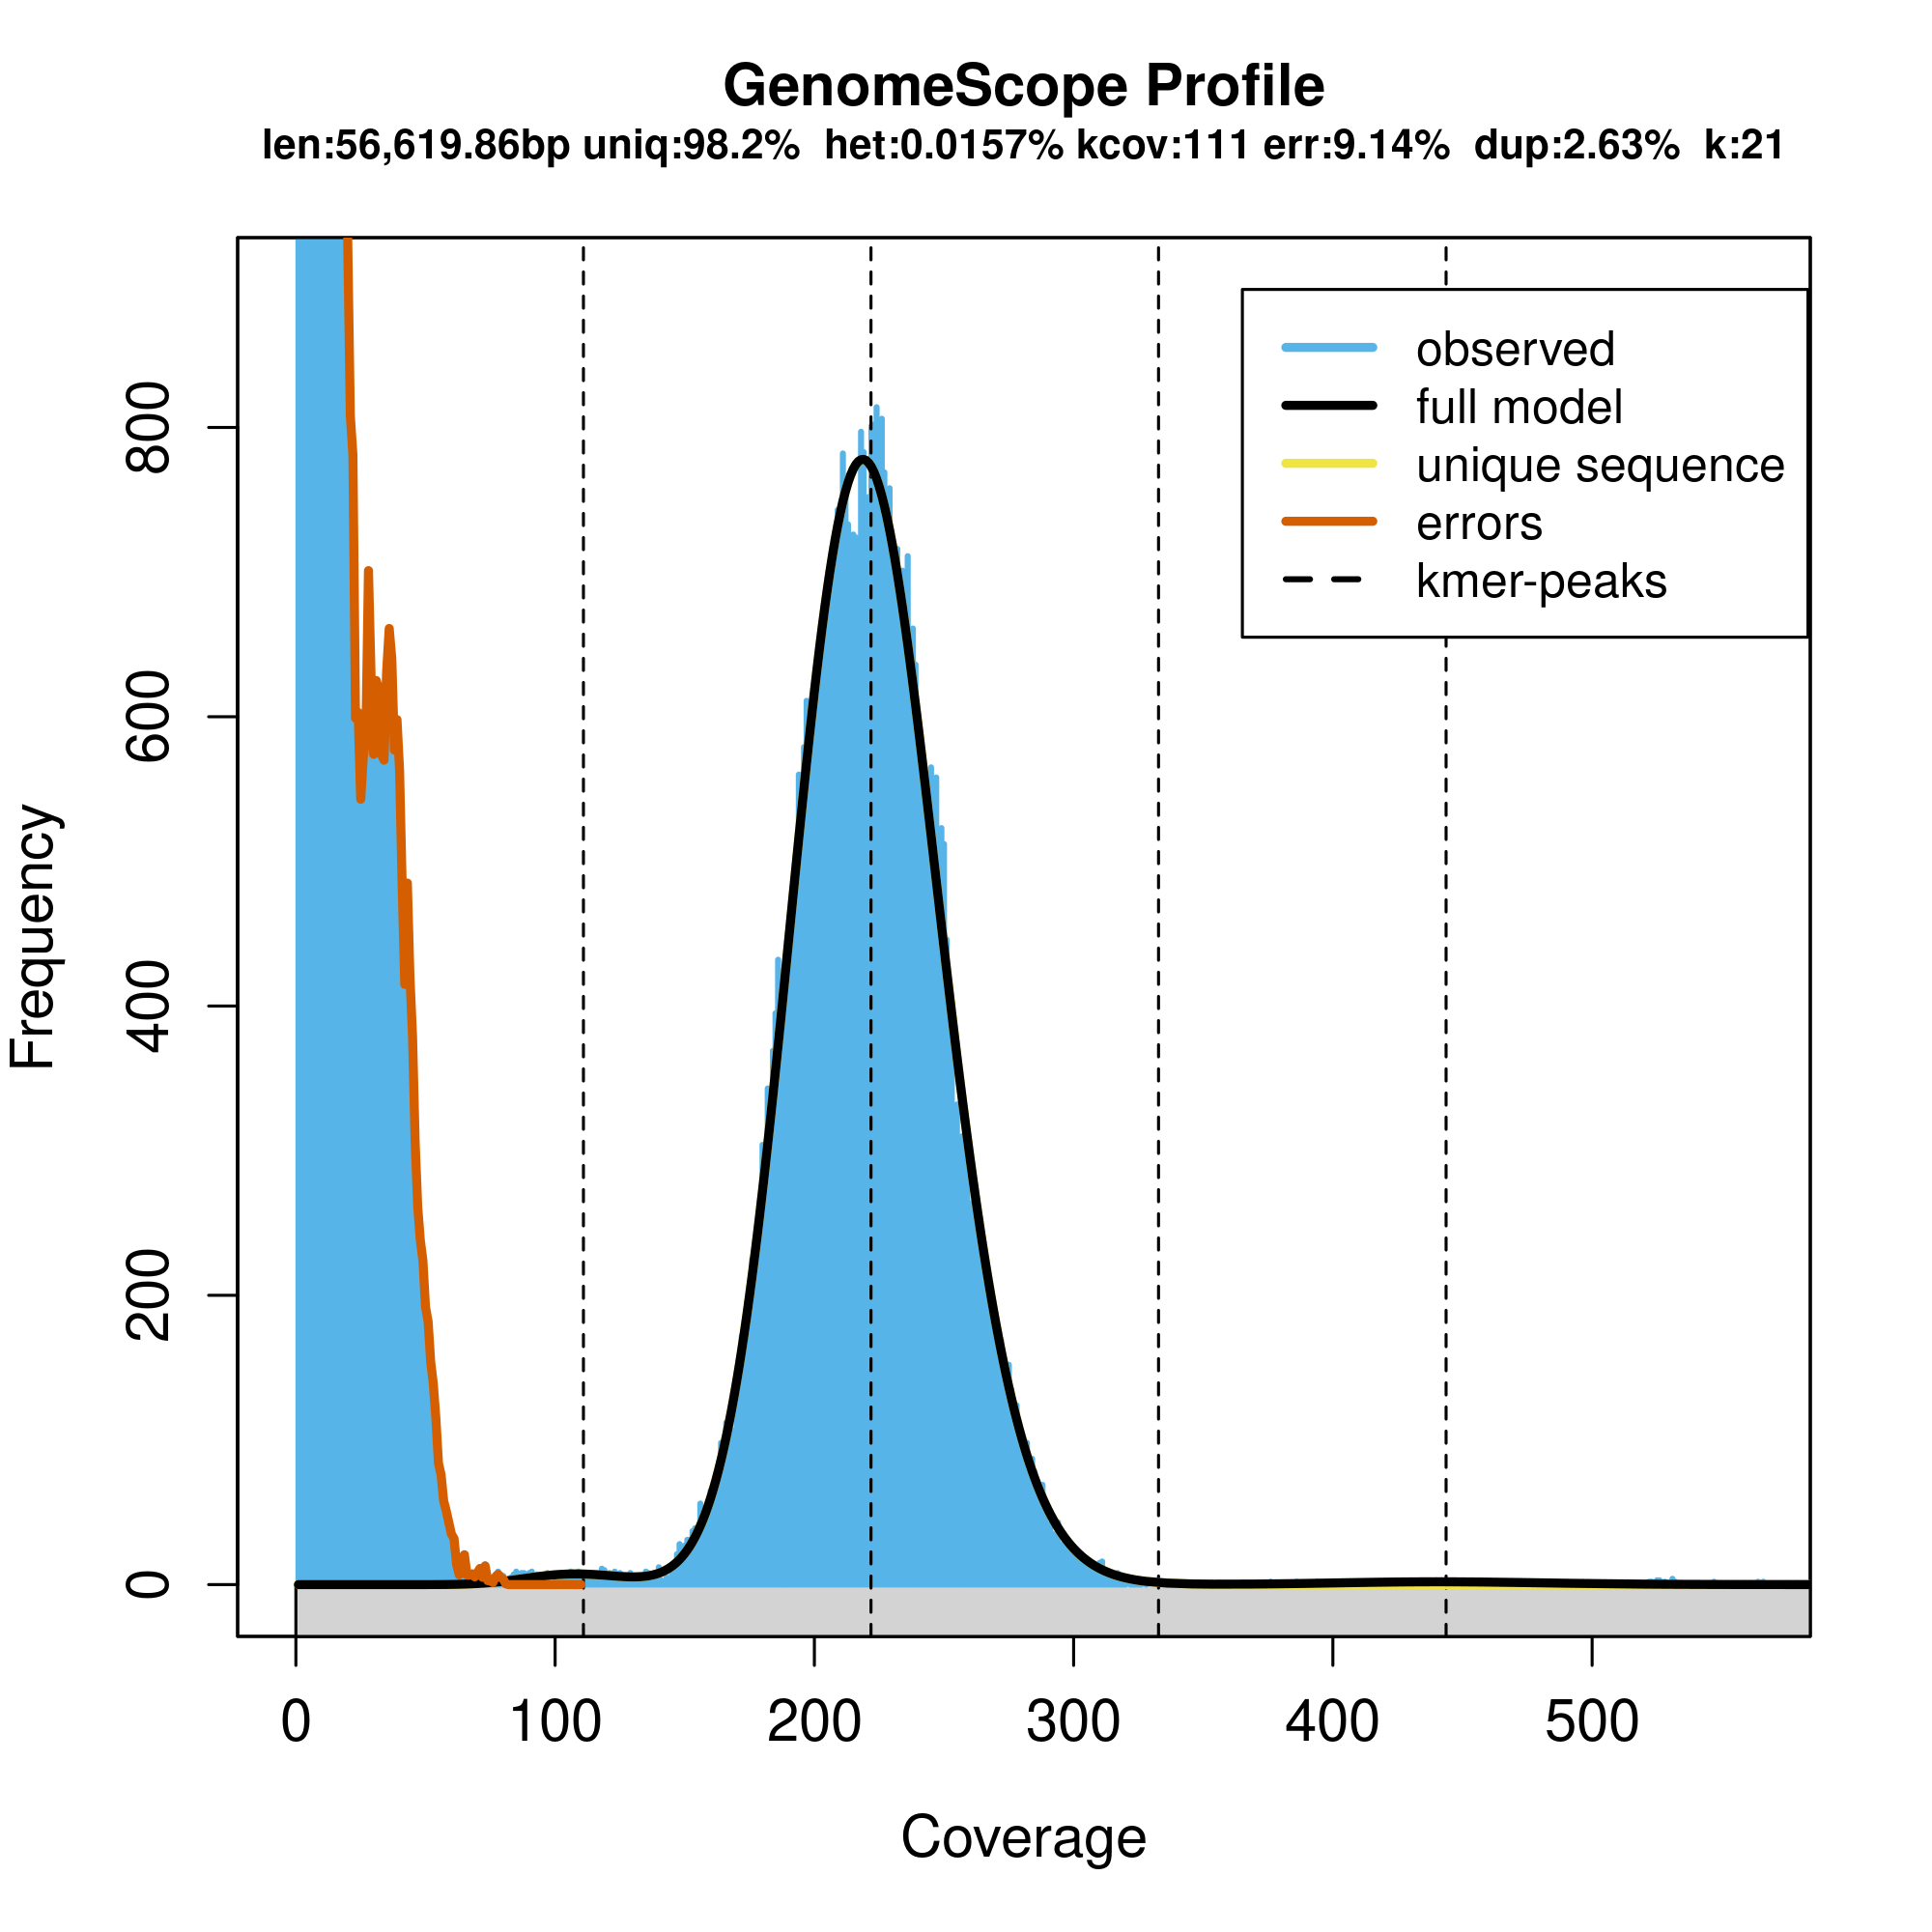 GenomeScope Profile
len:56,619.86bp uniq:98.2% het:0.0157% kcov:111 err:9.14% dup:2.63% k:21
observed
full model
unique sequence
errors
kmer-peaks
Frequency
800
600
400
200
0
0 100 200 300 400 500
Coverage